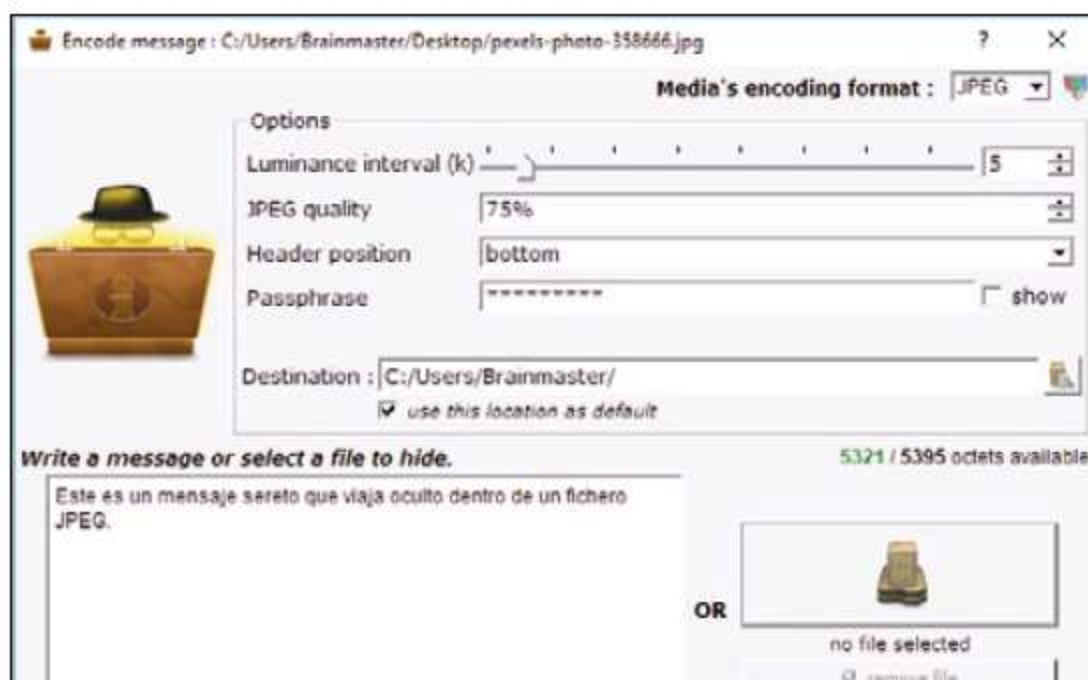 Encode message : C:/Users/Brainmaster/Desktop/pexels-photo-358666.jpg ? ×
Media's encoding format : JPEG
Options
Luminance interval (k) 5
JPEG quality 75%
Header position bottom
Passphrase ********* show
Destination : C:/Users/Brainmaster/
use this location as default
Write a message or select a file to hide.
5321 / 5395 octets available
Este es un mensaje sereto que viaja oculto dentro de un fichero
JPEG.
OR
no file selected
remove file